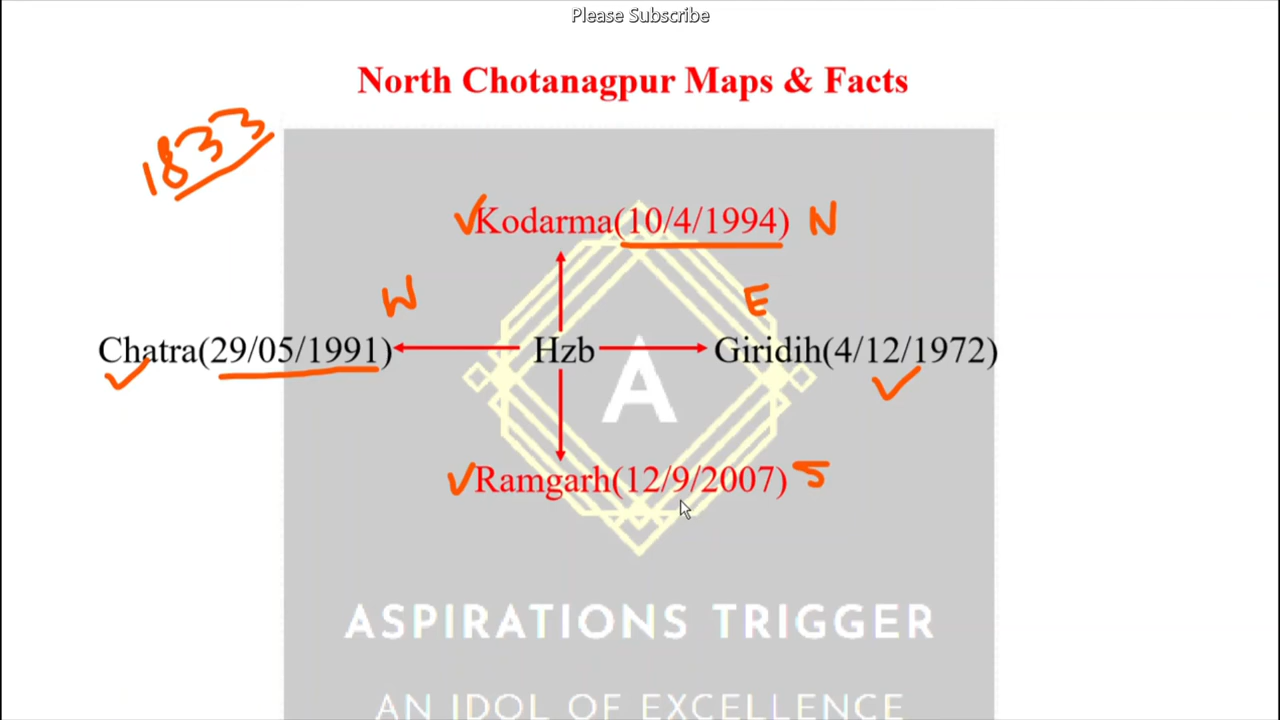 Please Subscribe
North Chotanagpur Maps & Facts
1833
Kodarma(10/4/1994) N
W
E
Chatra(29/05/1991)
Hzb
Giridih(4/12/1972)
Ramgarh(12/9/2007) S
A
ASPIRATIONS TRIGGER
AN IDOL OF EXCELLENCE